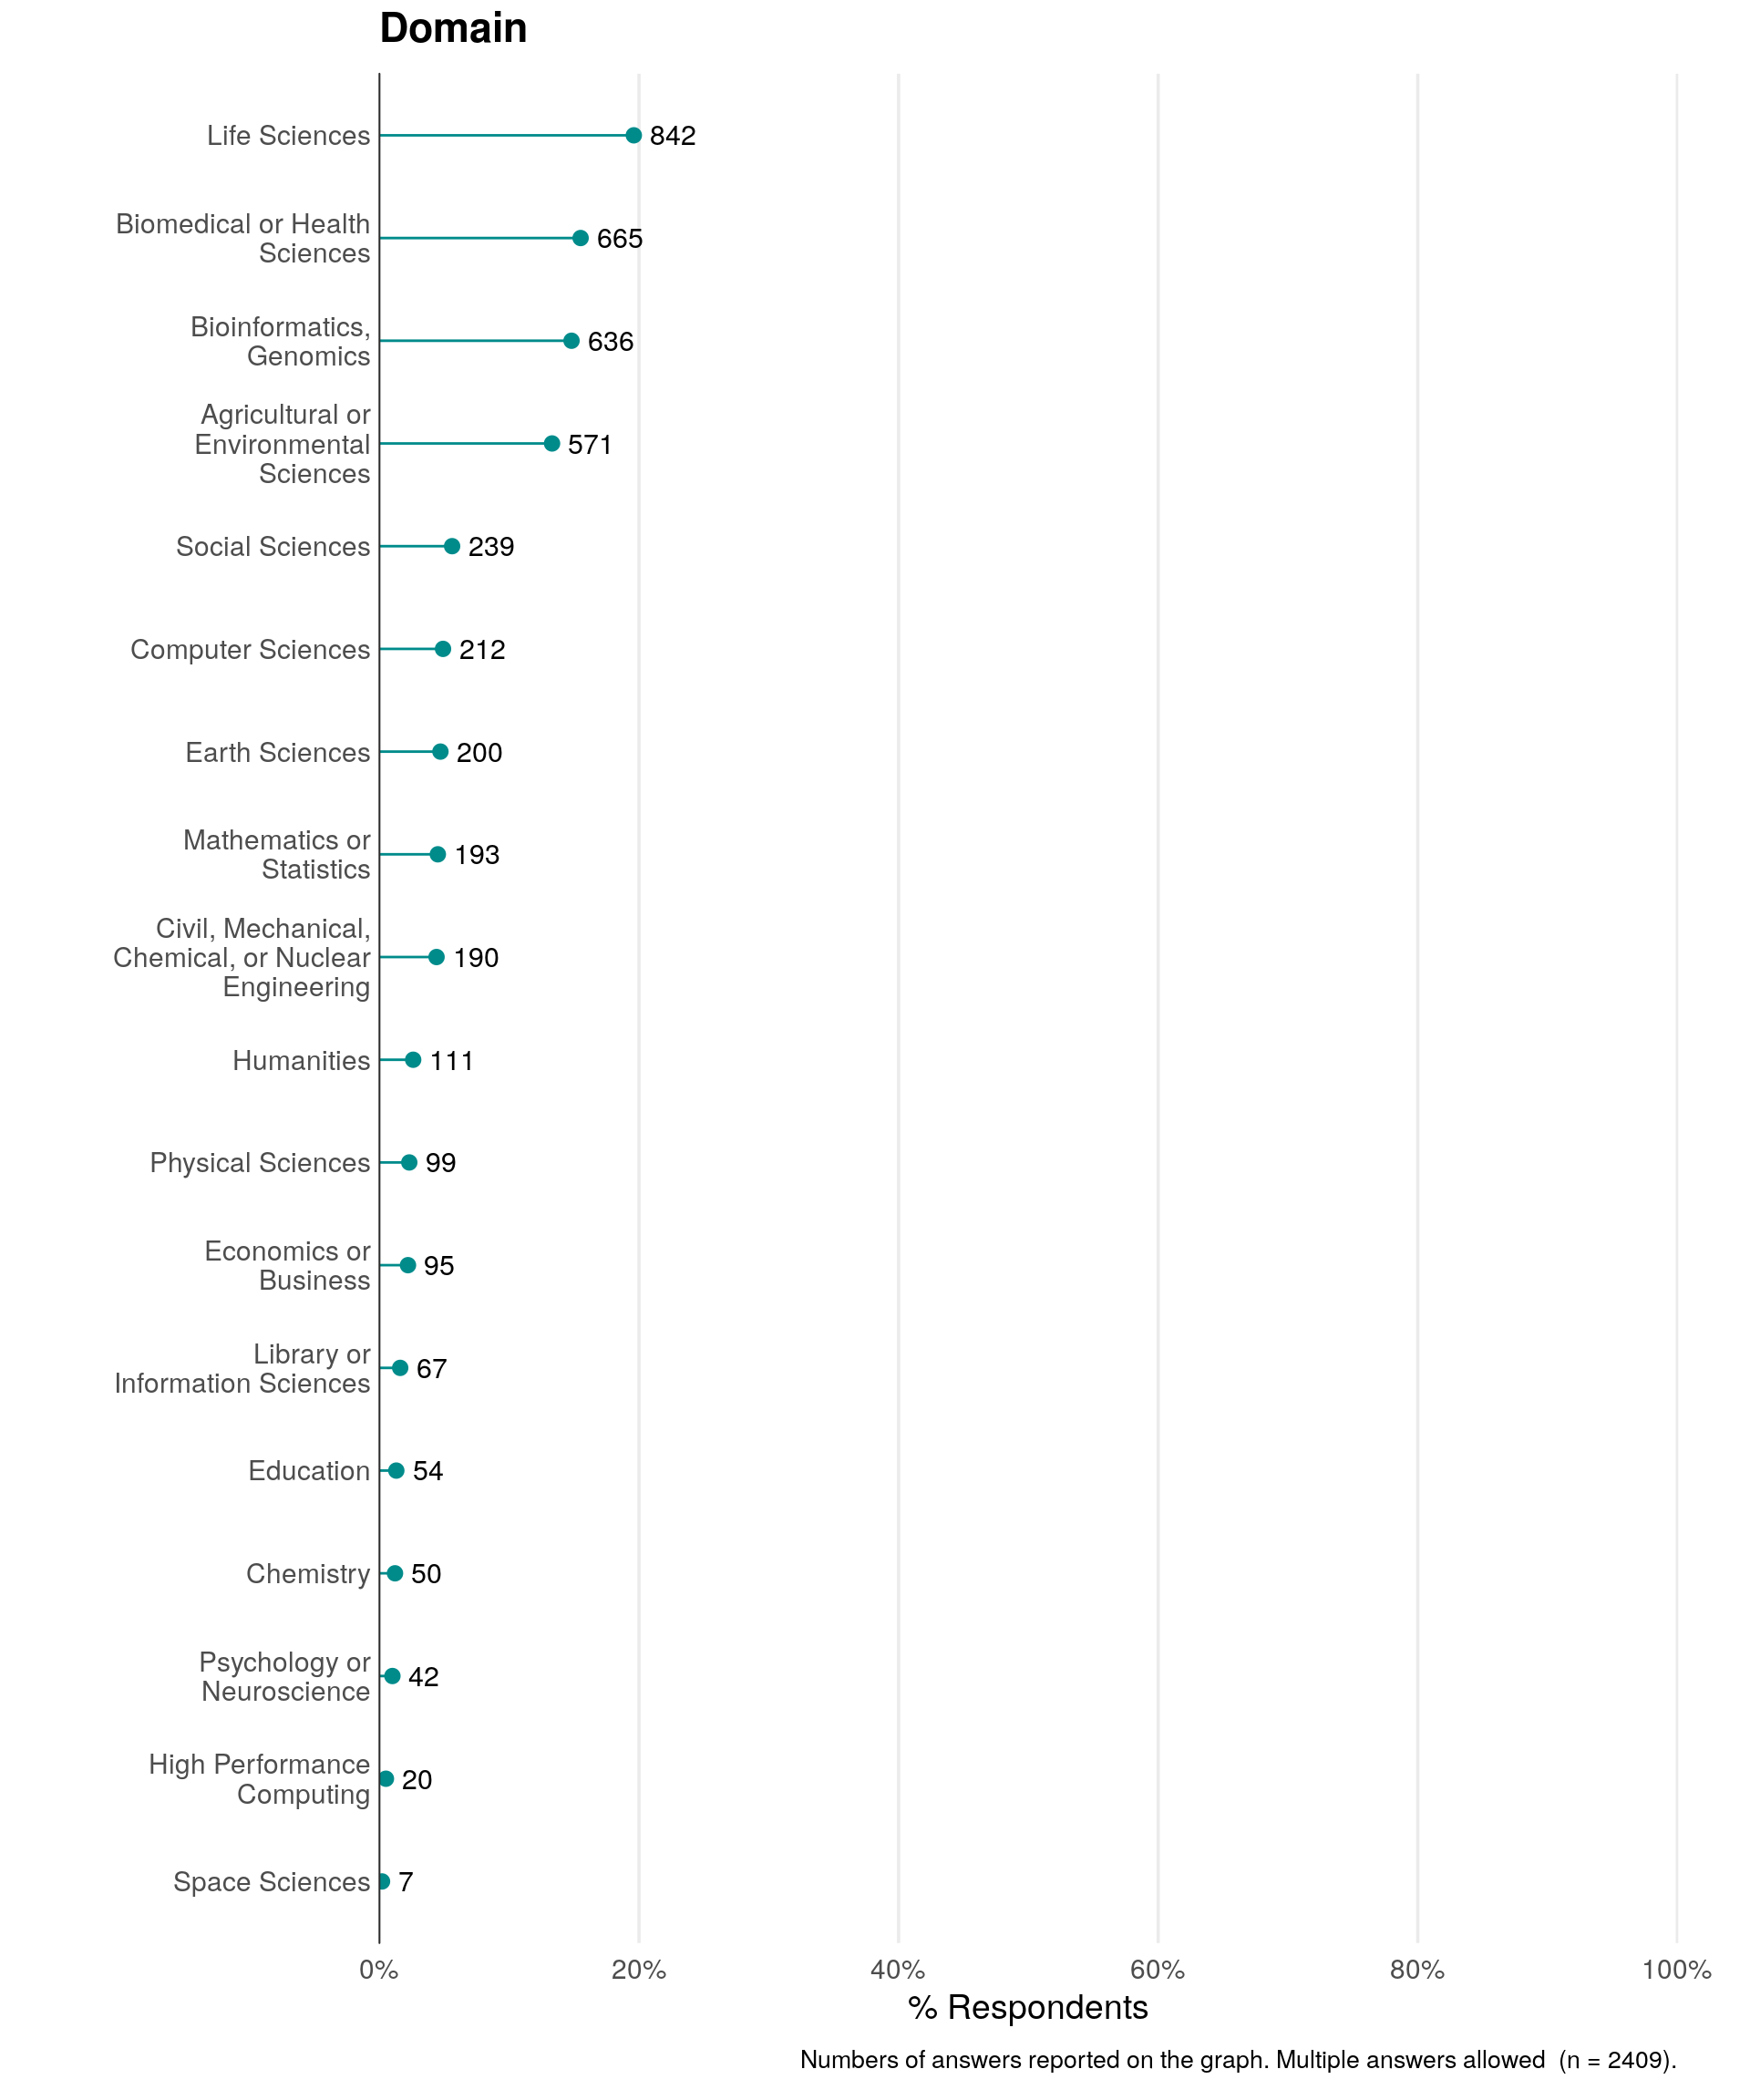 Domain
Life Sciences
842
Biomedical or Health
Sciences
665
Bioinformatics,
Genomics
636
Agricultural or
Environmental
Sciences
571
Social Sciences
239
Computer Sciences
212
Earth Sciences
200
Mathematics or
Statistics
193
Civil, Mechanical,
Chemical, or Nuclear
Engineering
190
Humanities
111
Physical Sciences
99
Economics or
Business
95
Library or
Information Sciences
67
Education
54
Chemistry
50
Psychology or
Neuroscience
42
High Performance
Computing
20
Space Sciences
7
0% 20% 40% 60% 80% 100%
% Respondents
Numbers of answers reported on the graph. Multiple answers allowed  (n = 2409).